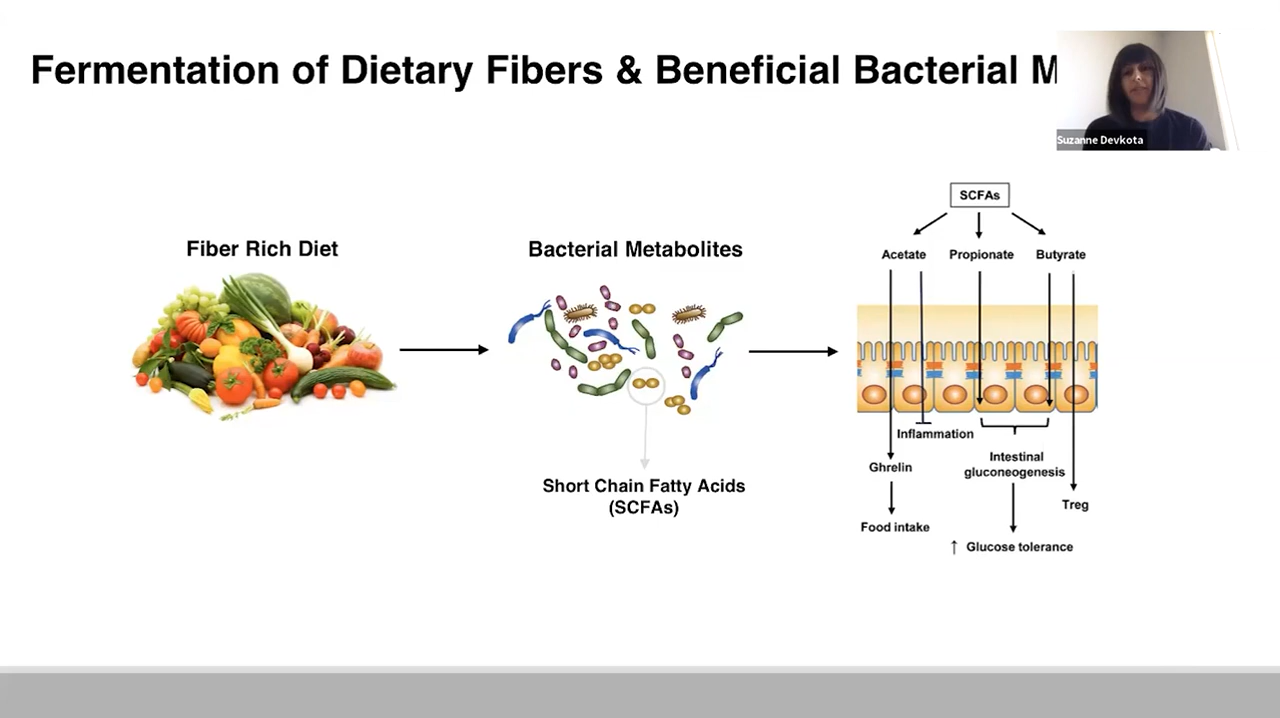 Fermentation of Dietary Fibers & Beneficial Bacterial M
Suzanne Devkota
Fiber Rich Diet
Bacterial Metabolites
Short Chain Fatty Acids
(SCFAs)
SCFAs
Acetate
Propionate
Butyrate
Inflammation
Ghrelin
Food intake
Intestinal
gluconeogenesis
↑ Glucose tolerance
Treg